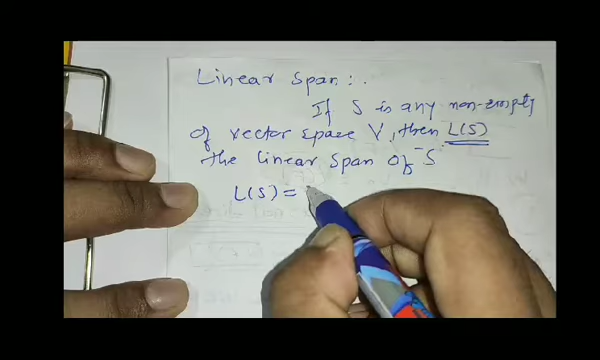 Linear Span:-
If S is any non-empty
of vector space V, then L(S)
the linear span of "S"
L(S) =